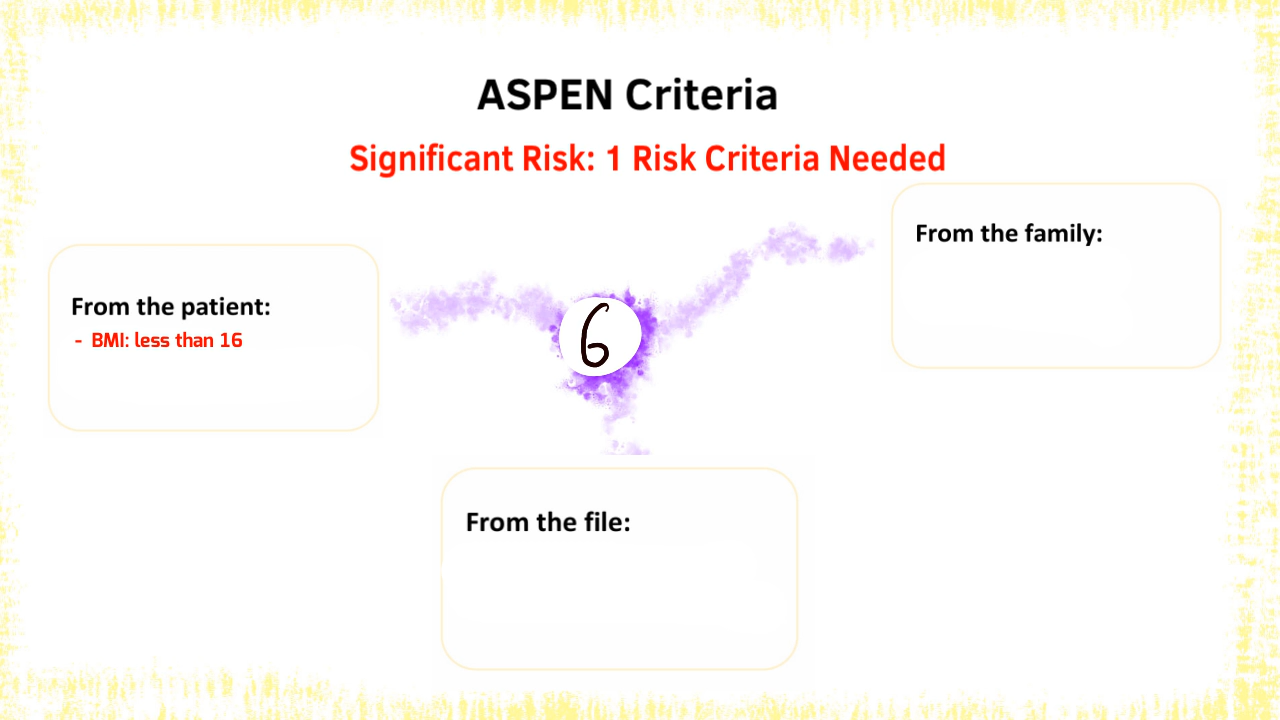 ASPEN Criteria
Significant Risk: 1 Risk Criteria Needed
From the patient:
- BMI: less than 16
6
From the family:
From the file: